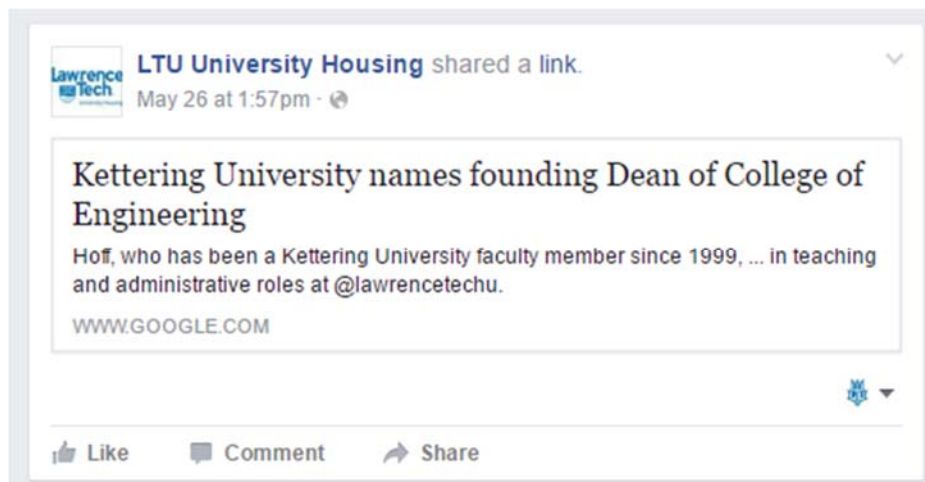 Lawrence
Tech
University Housing
LTU University Housing shared a link.
May 26 at 1:57pm ·
Kettering University names founding Dean of College of
Engineering
Hoff, who has been a Kettering University faculty member since 1999, ... in teaching
and administrative roles at @lawrencetechu.
WWW.GOOGLE.COM
Like Comment Share